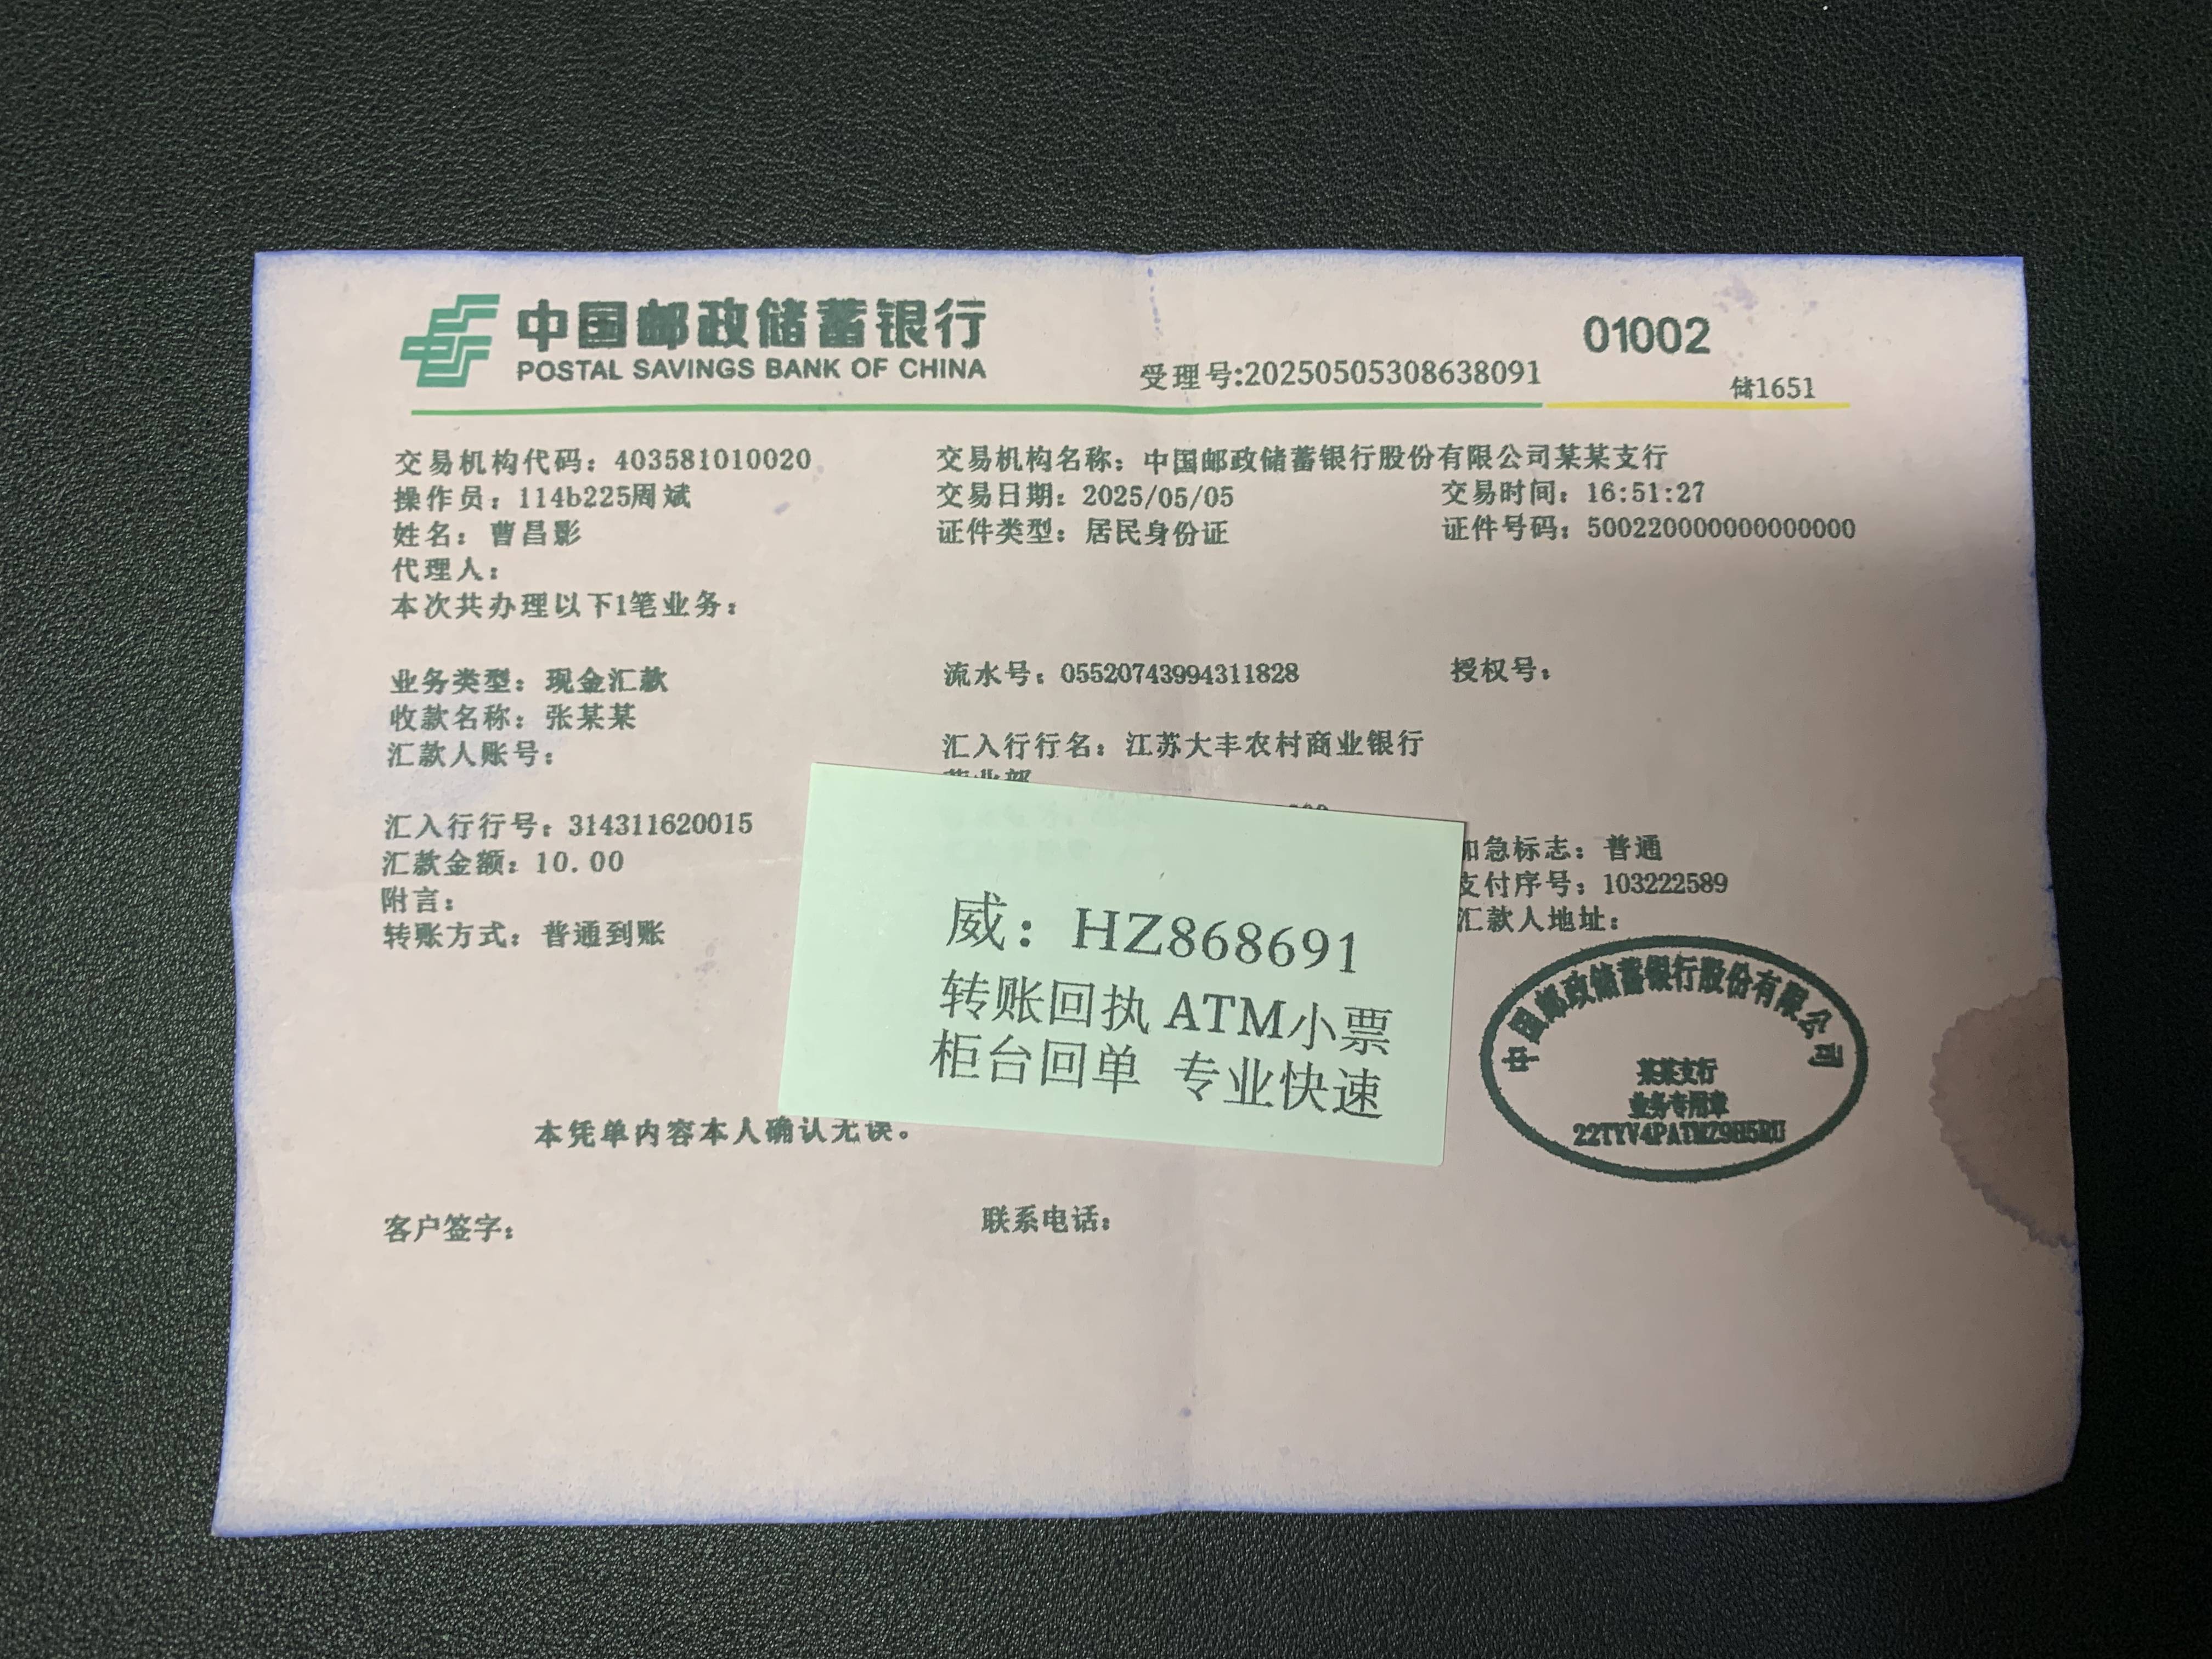 中国邮政储蓄银行
POSTAL SAVINGS BANK OF CHINA
受理号:20250505308638091
01002
储1651
交易机构代码：403581010020
交易机构名称：中国邮政储蓄银行股份有限公司某某支行
操作员：114b225周斌
交易日期：2025/05/05
交易时间：16:51:27
姓名：曹昌影
证件类型：居民身份证
证件号码：500220000000000000
代理人：
本次共办理以下1笔业务：
业务类型：现金汇款
流水号：05520743994311828
授权号：
收款名称：张某某
汇款人账号：
汇入行行名：江苏大丰农村商业银行
营业部
汇入行行号：314311620015
汇款金额：10.00
加急标志：普通
附言：
支付序号：103222589
转账方式：普通到账
汇款人地址：
威：HZ868691
转账回执 ATM小票
柜台回单 专业快速
中国邮政储蓄银行股份有限公司
某某支行
业务专用章
本凭单内容本人确认无误。
客户签字：
联系电话：